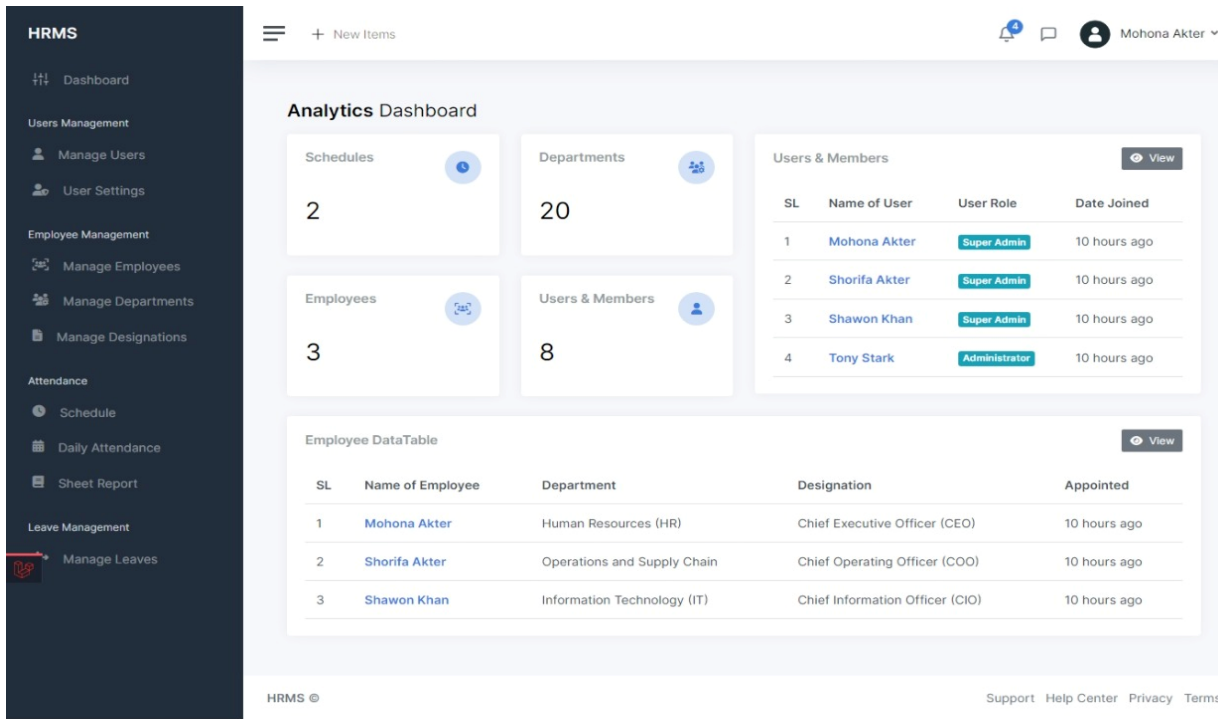 HRMS
Dashboard
Users Management
Manage Users
User Settings
Employee Management
Manage Employees
Manage Departments
Manage Designations
Attendance
Schedule
Daily Attendance
Sheet Report
Leave Management
Manage Leaves
+ New Items
4
Mohona Akter
Analytics Dashboard
Schedules
2
Departments
20
Employees
3
Users & Members
8
Users & Members
View
SL Name of User User Role Date Joined
1 Mohona Akter Super Admin 10 hours ago
2 Shorifa Akter Super Admin 10 hours ago
3 Shawon Khan Super Admin 10 hours ago
4 Tony Stark Administrator 10 hours ago
Employee DataTable
View
SL Name of Employee Department Designation Appointed
1 Mohona Akter Human Resources (HR) Chief Executive Officer (CEO) 10 hours ago
2 Shorifa Akter Operations and Supply Chain Chief Operating Officer (COO) 10 hours ago
3 Shawon Khan Information Technology (IT) Chief Information Officer (CIO) 10 hours ago
HRMS ©
Support Help Center Privacy Terms